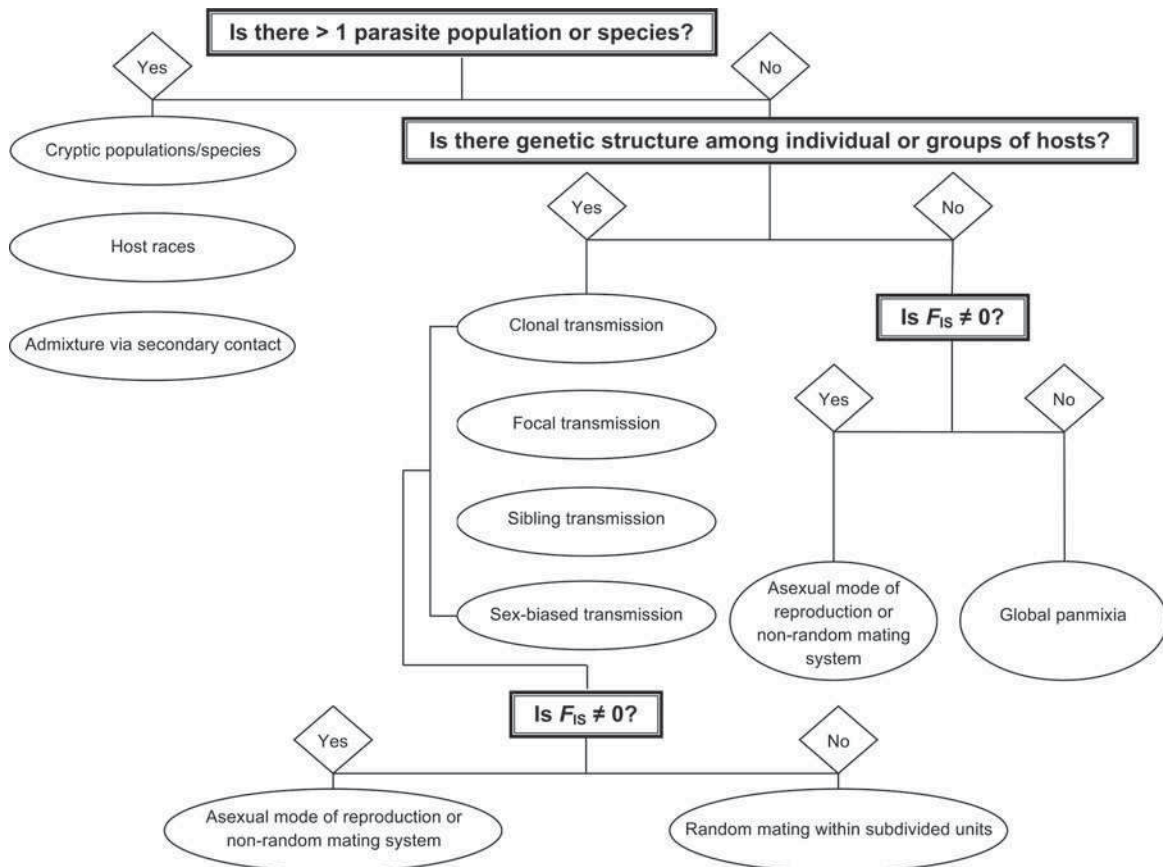 Is there > 1 parasite population or species?
Yes
No
Cryptic populations/species
Is there genetic structure among individual or groups of hosts?
Host races
Yes
No
Admixture via secondary contact
Clonal transmission
Is FIS ≠ 0?
Focal transmission
Yes
No
Sibling transmission
Sex-biased transmission
Asexual mode of
reproduction or
non-random mating
system
Global panmixia
Is FIS ≠ 0?
Yes
No
Asexual mode of reproduction or
non-random mating system
Random mating within subdivided units